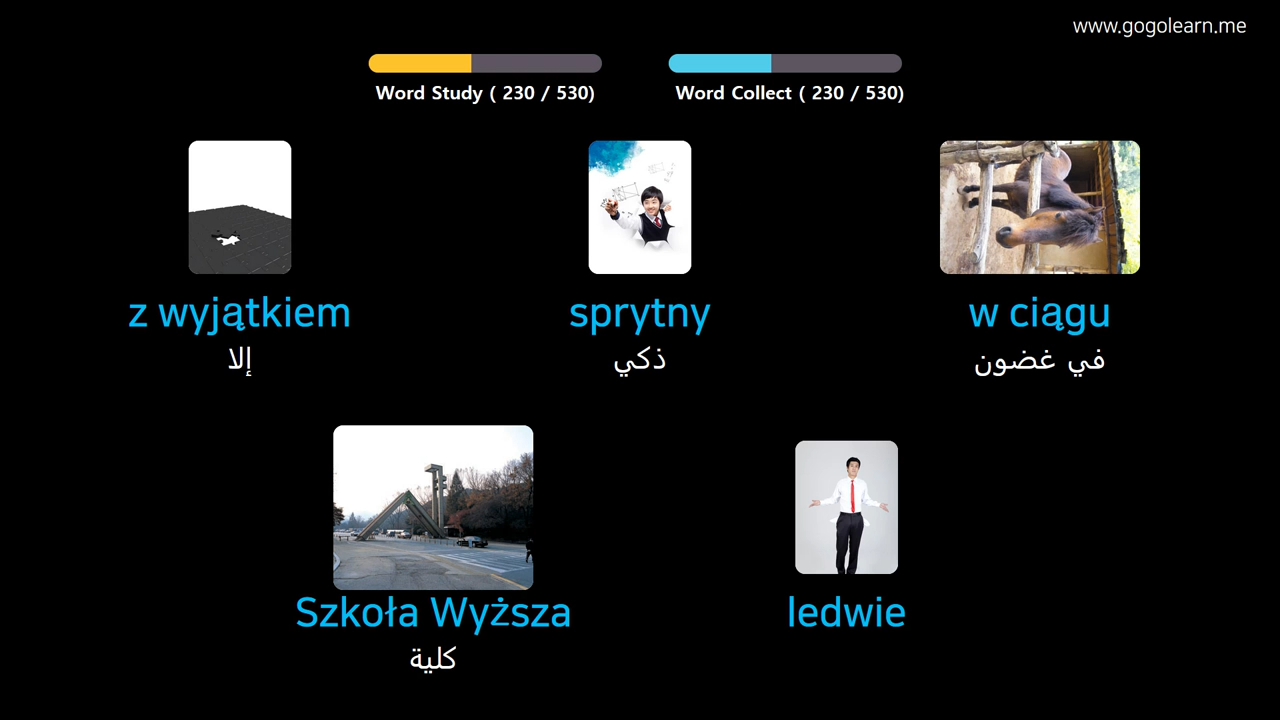 www.gogolearn.me
Word Study ( 230 / 530)
Word Collect ( 230 / 530)
z wyjątkiem
إلا
sprytny
ذكي
w ciągu
في غضون
Szkoła Wyższa
كلية
ledwie